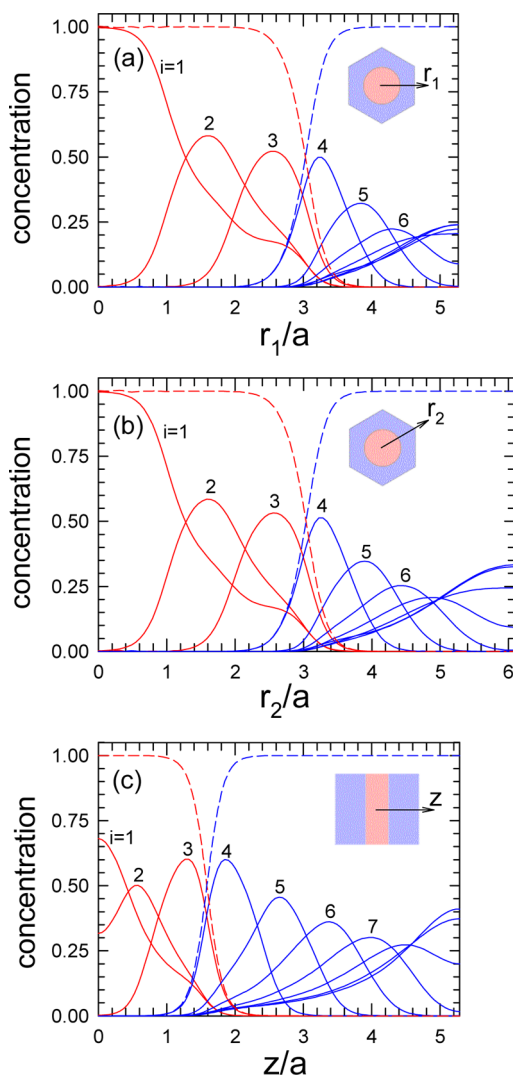 1.00
0.75
0.50
0.25
0.00
concentration
(a)
i=1
2
3
4
5
6
r1
0 1 2 3 4 5
r1/a
1.00
0.75
0.50
0.25
0.00
concentration
(b)
i=1
2
3
4
5
6
r2
0 1 2 3 4 5 6
r2/a
1.00
0.75
0.50
0.25
0.00
concentration
(c)
i=1
2
3
4
5
6
7
z
0 1 2 3 4 5
z/a